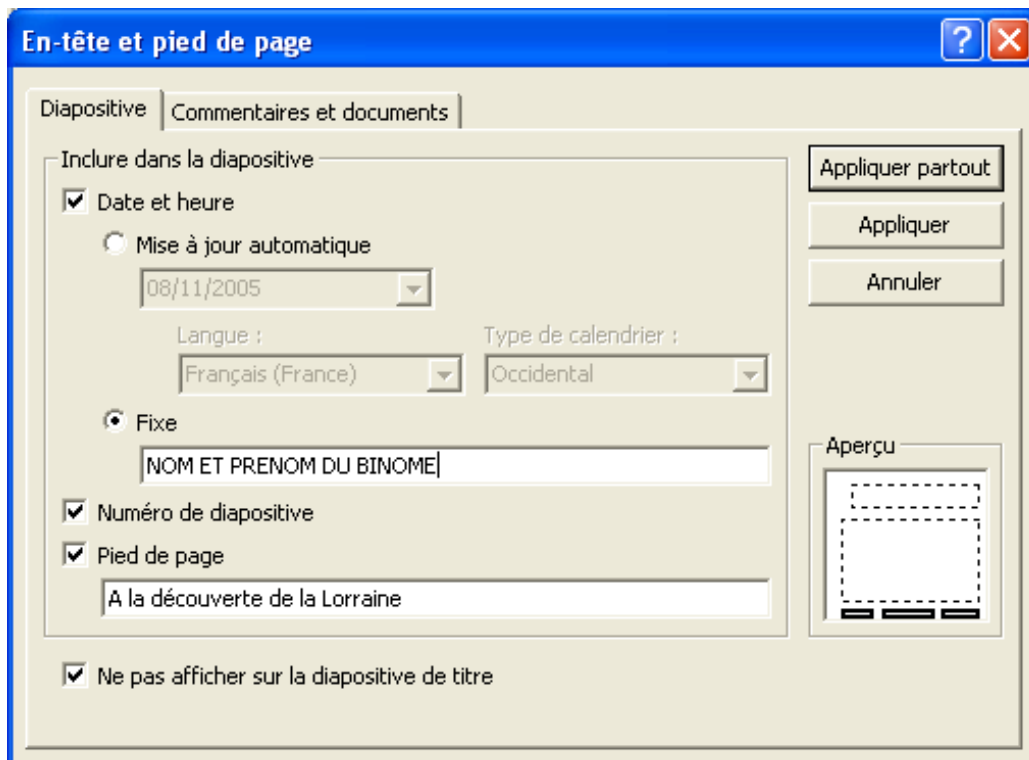 En-tête et pied de page
Diapositive
Commentaires et documents
Inclure dans la diapositive
Appliquer partout
Date et heure
Appliquer
Mise à jour automatique
08/11/2005
Annuler
Langue :
Type de calendrier :
Français (France)
Occidental
Fixe
NOM ET PRENOM DU BINOME
Aperçu
Numéro de diapositive
Pied de page
A la découverte de la Lorraine
Ne pas afficher sur la diapositive de titre